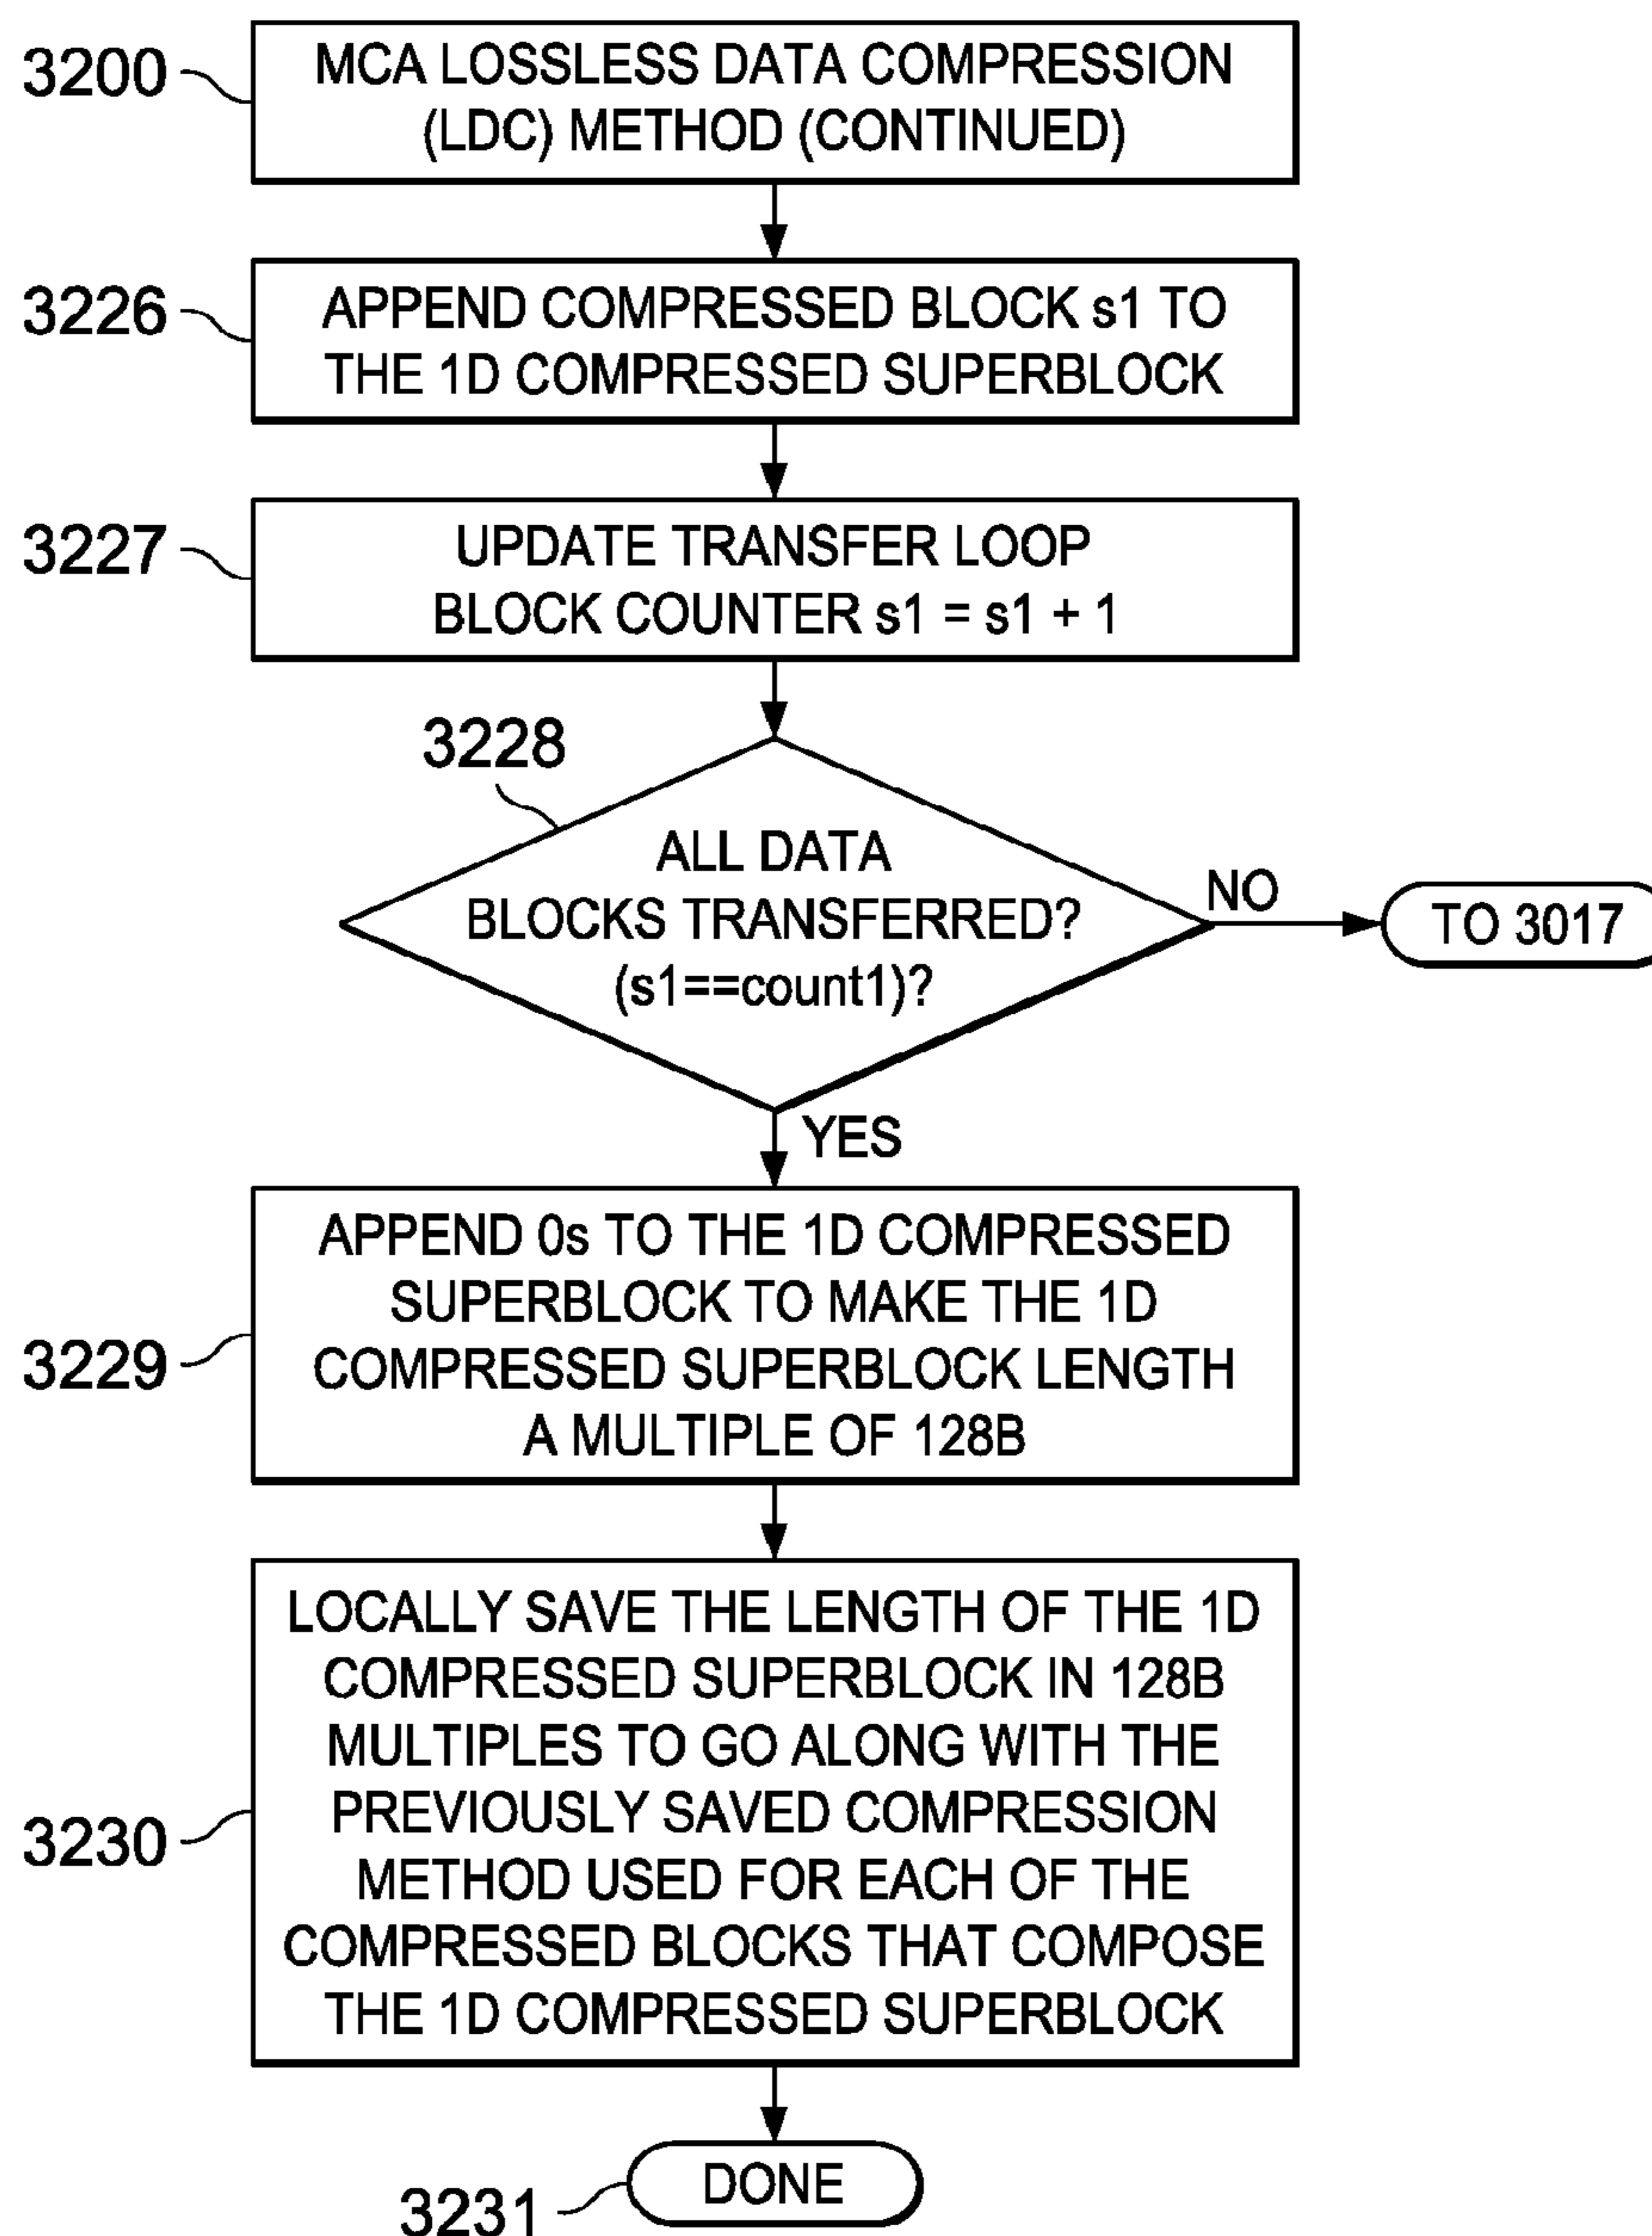 3200
MCA LOSSLESS DATA COMPRESSION
(LDC) METHOD (CONTINUED)
3226
APPEND COMPRESSED BLOCK s1 TO
THE 1D COMPRESSED SUPERBLOCK
3227
UPDATE TRANSFER LOOP
BLOCK COUNTER s1 = s1 + 1
3228
ALL DATA
BLOCKS TRANSFERRED?
(s1==count1)?
NO
TO 3017
YES
3229
APPEND 0s TO THE 1D COMPRESSED
SUPERBLOCK TO MAKE THE 1D
COMPRESSED SUPERBLOCK LENGTH
A MULTIPLE OF 128B
3230
LOCALLY SAVE THE LENGTH OF THE 1D
COMPRESSED SUPERBLOCK IN 128B
MULTIPLES TO GO ALONG WITH THE
PREVIOUSLY SAVED COMPRESSION
METHOD USED FOR EACH OF THE
COMPRESSED BLOCKS THAT COMPOSE
THE 1D COMPRESSED SUPERBLOCK
3231
DONE